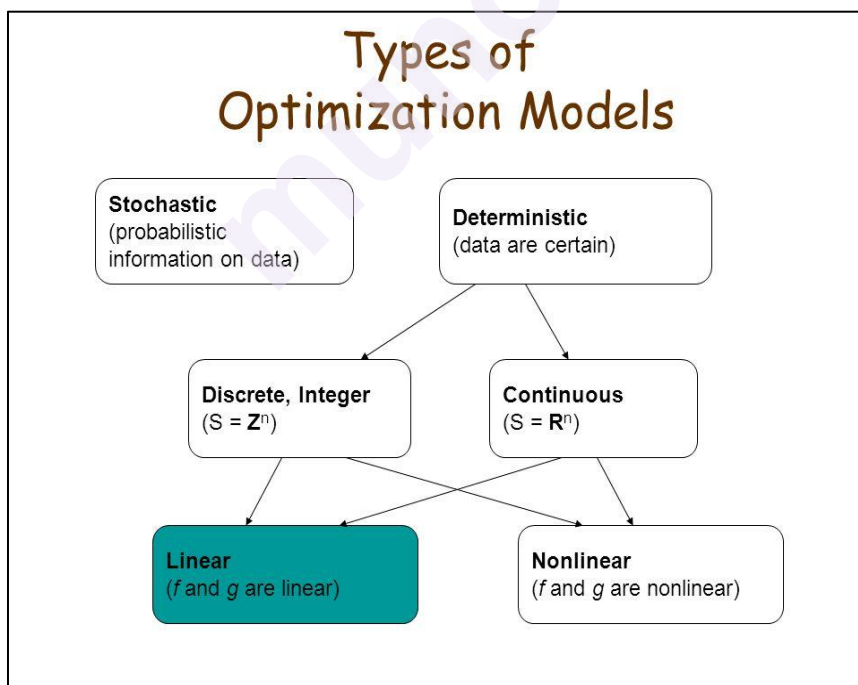 Types of
Optimization Models
Stochastic
(probabilistic
information on data)
Deterministic
(data are certain)
Discrete, Integer
(S = Zⁿ)
Continuous
(S = Rⁿ)
Linear
(f and g are linear)
Nonlinear
(f and g are nonlinear)